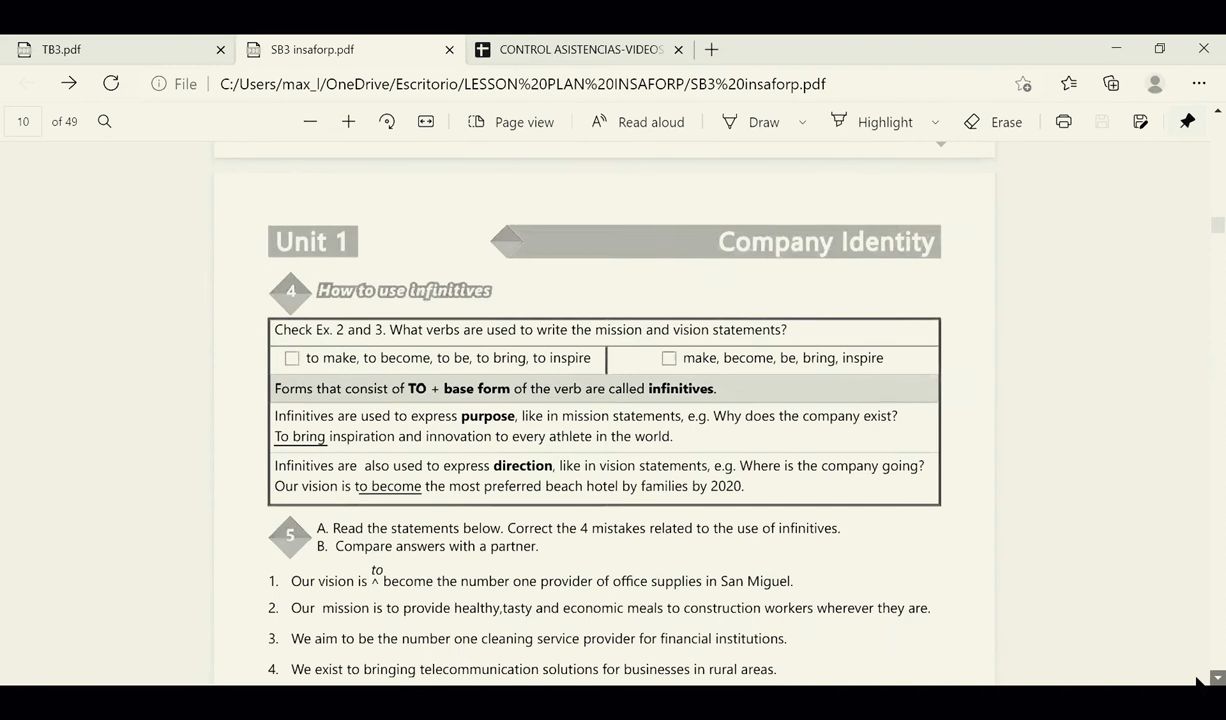 TB3.pdf
SB3 insaforp.pdf
CONTROL ASISTENCIAS-VIDEOS
File
C:/Users/max_l/OneDrive/Escritorio/LESSON%20PLAN%20INSAFORP/SB3%20insaforp.pdf
10 of 49
Page view
Read aloud
Draw
Highlight
Erase
Unit 1
Company Identity
4 How to use infinitives
Check Ex. 2 and 3. What verbs are used to write the mission and vision statements?
to make, to become, to be, to bring, to inspire
make, become, be, bring, inspire
Forms that consist of TO + base form of the verb are called infinitives.
Infinitives are used to express purpose, like in mission statements, e.g. Why does the company exist?
To bring inspiration and innovation to every athlete in the world.
Infinitives are also used to express direction, like in vision statements, e.g. Where is the company going?
Our vision is to become the most preferred beach hotel by families by 2020.
5
A. Read the statements below. Correct the 4 mistakes related to the use of infinitives.
B. Compare answers with a partner.
to
1. Our vision is ^ become the number one provider of office supplies in San Miguel.
2. Our mission is to provide healthy,tasty and economic meals to construction workers wherever they are.
3. We aim to be the number one cleaning service provider for financial institutions.
4. We exist to bringing telecommunication solutions for businesses in rural areas.